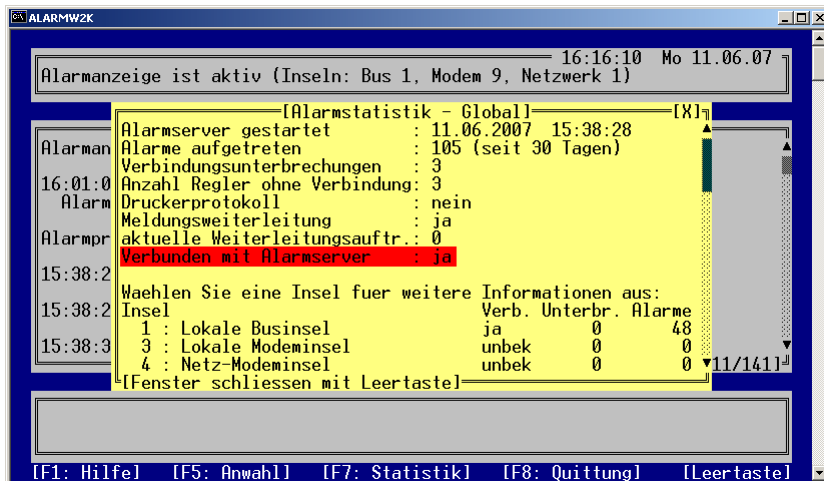 ALARMW2K
16:16:10 Mo 11.06.07
Alarmanzeige ist aktiv (Inseln: Bus 1, Modem 9, Netzwerk 1)
[Alarmstatistik - Global] [X]
Alarmserver gestartet : 11.06.2007 15:38:28
Alarman Alarme aufgetreten : 105 (seit 30 Tagen)
Verbindungsunterbrechungen : 3
16:01:0 Anzahl Regler ohne Verbindung: 3
Alarm Druckerprotokoll : nein
Meldungsweiterleitung : ja
Alarmpr aktuelle Weiterleitungsauftr.: 0
Verbunden mit Alarmserver : ja
15:38:2
Waehlen Sie eine Insel fuer weitere Informationen aus:
15:38:2 Insel Verb. Unterbr. Alarme
1 : Lokale Businsel ja 0 48
15:38:3 3 : Lokale Modeminsel unbek 0 0
4 : Netz-Modeminsel unbek 0 0 11/141]
[Fenster schliessen mit Leertaste]
[F1: Hilfe] [F5: Anwahl] [F7: Statistik] [F8: Quittung] [Leertaste]